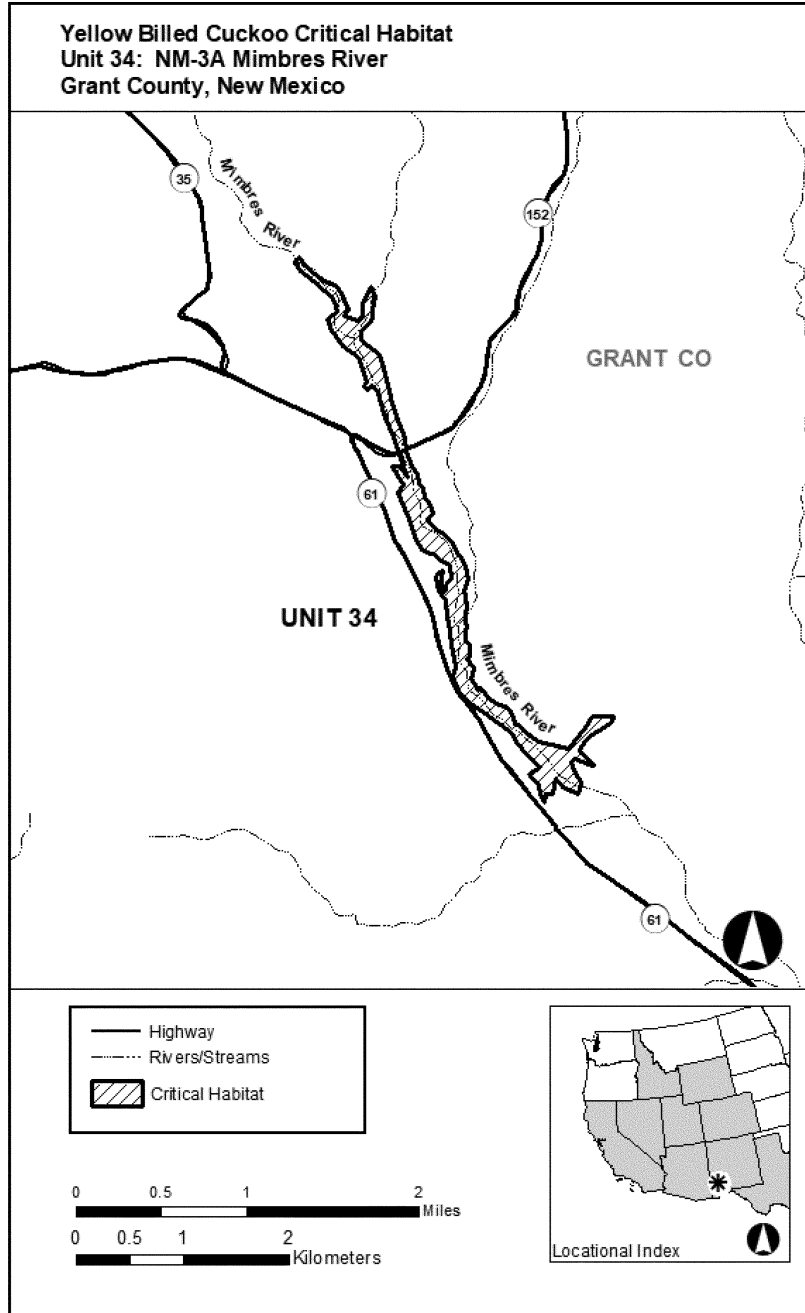 Yellow Billed Cuckoo Critical Habitat
Unit 34: NM-3A Mimbres River
Grant County, New Mexico
Mimbres River
35
152
GRANT CO
61
UNIT 34
Mimbres River
61
Highway
Rivers/Streams
Critical Habitat
0 0.5 1 2
Miles
0 0.5 1 2
Kilometers
Locational Index